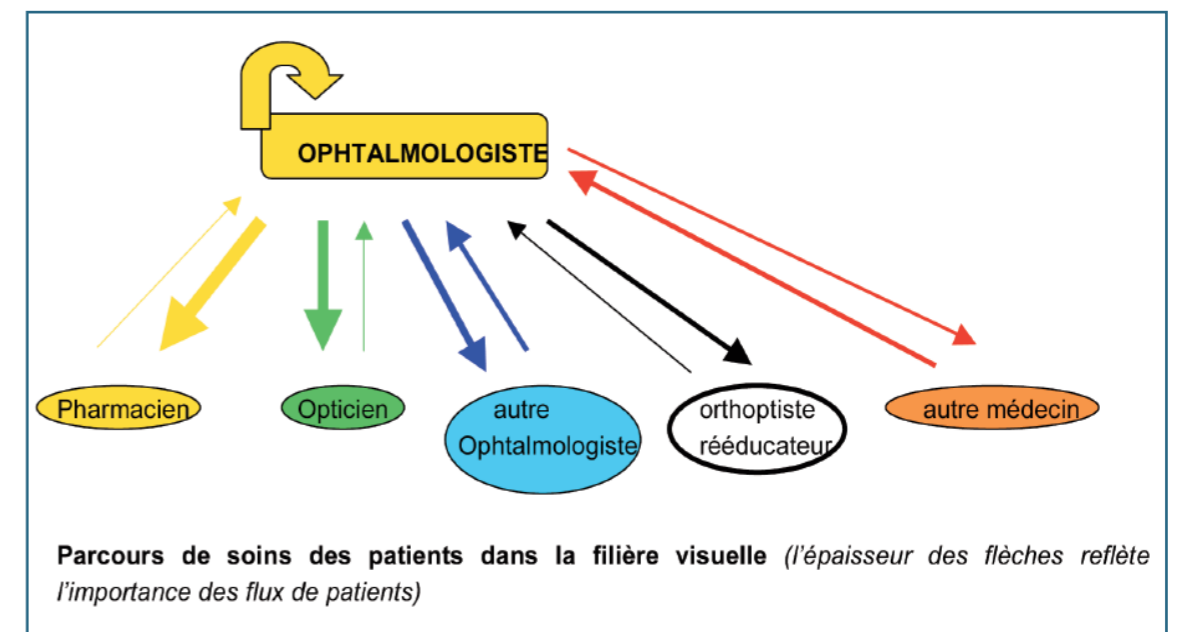 OPHTALMOLOGISTE
Pharmacien
Opticien
autre
Ophtalmologiste
orthoptiste
rééducateur
autre médecin
Parcours de soins des patients dans la filière visuelle (l'épaisseur des flèches reflète
l'importance des flux de patients)